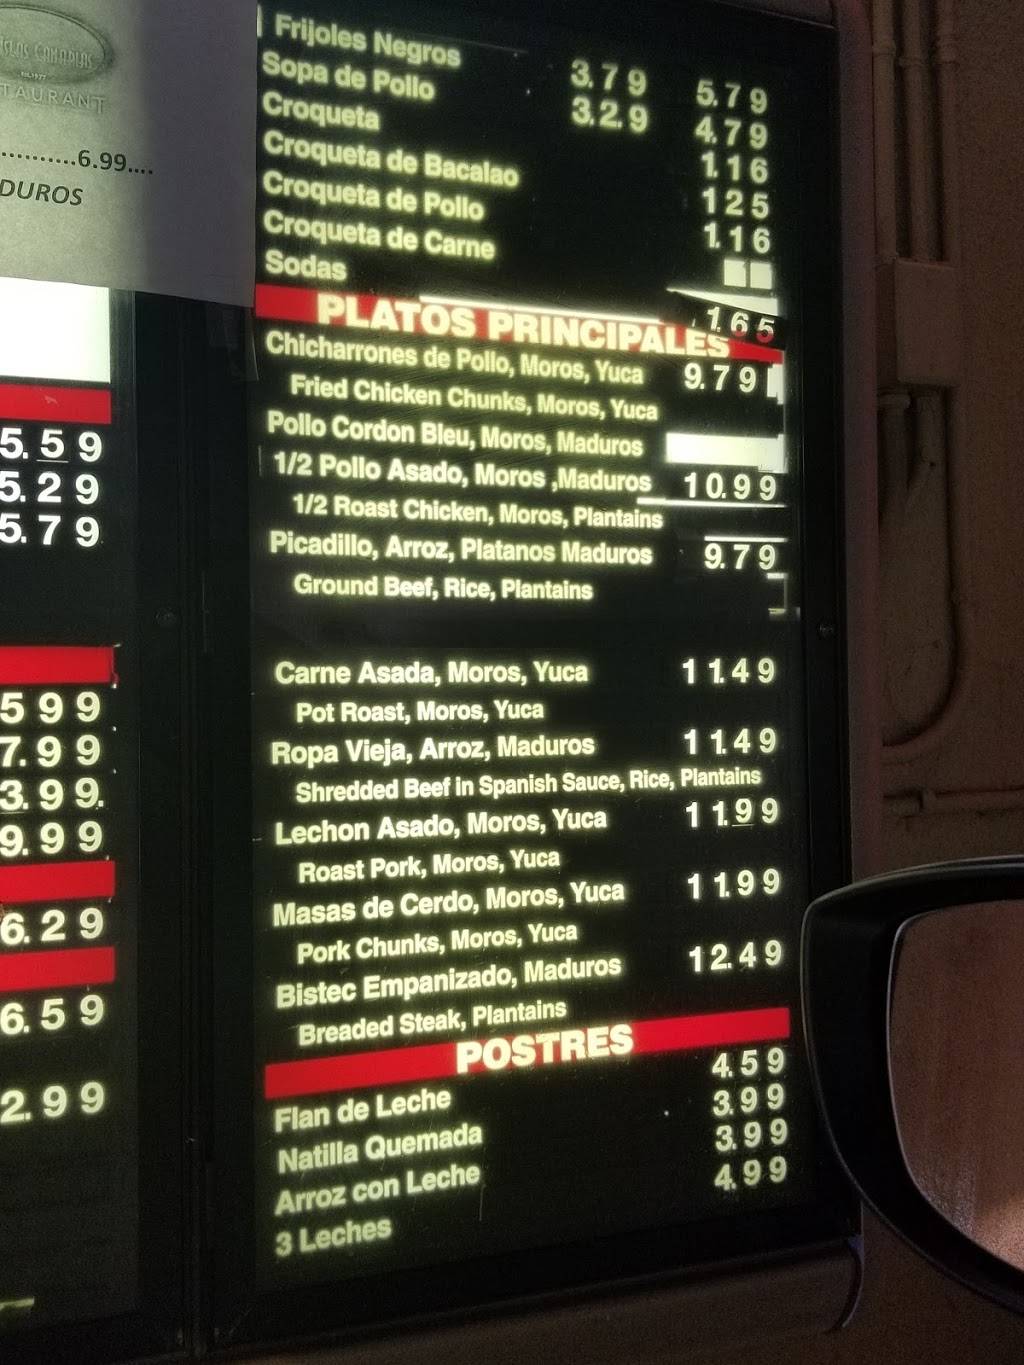 ISLAS CANARIAS
EST. 1977
TAURANT
...........6.99....
DUROS
5.59
5.29
5.79
599
7.99
3.99.
9.99
6.29
6.59
2.99
Frijoles Negros 3.79 5.79
Sopa de Pollo 3.29 4.79
Croqueta 1.16
Croqueta de Bacalao 125
Croqueta de Pollo 1.16
Croqueta de Carne
Sodas 1.65
PLATOS PRINCIPALES
Chicharrones de Pollo, Moros, Yuca 9.79
Fried Chicken Chunks, Moros, Yuca
Pollo Cordon Bleu, Moros, Maduros
1/2 Pollo Asado, Moros ,Maduros 10.99
1/2 Roast Chicken, Moros, Plantains
Picadillo, Arroz, Platanos Maduros 9.79
Ground Beef, Rice, Plantains
Carne Asada, Moros, Yuca 11.49
Pot Roast, Moros, Yuca
Ropa Vieja, Arroz, Maduros 11.49
Shredded Beef in Spanish Sauce, Rice, Plantains
Lechon Asado, Moros, Yuca 11.99
Roast Pork, Moros, Yuca
Masas de Cerdo, Moros, Yuca 11.99
Pork Chunks, Moros, Yuca
Bistec Empanizado, Maduros 12.49
Breaded Steak, Plantains
POSTRES
Flan de Leche 4.59
Natilla Quemada 3.99
Arroz con Leche 3.99
3 Leches 4.99